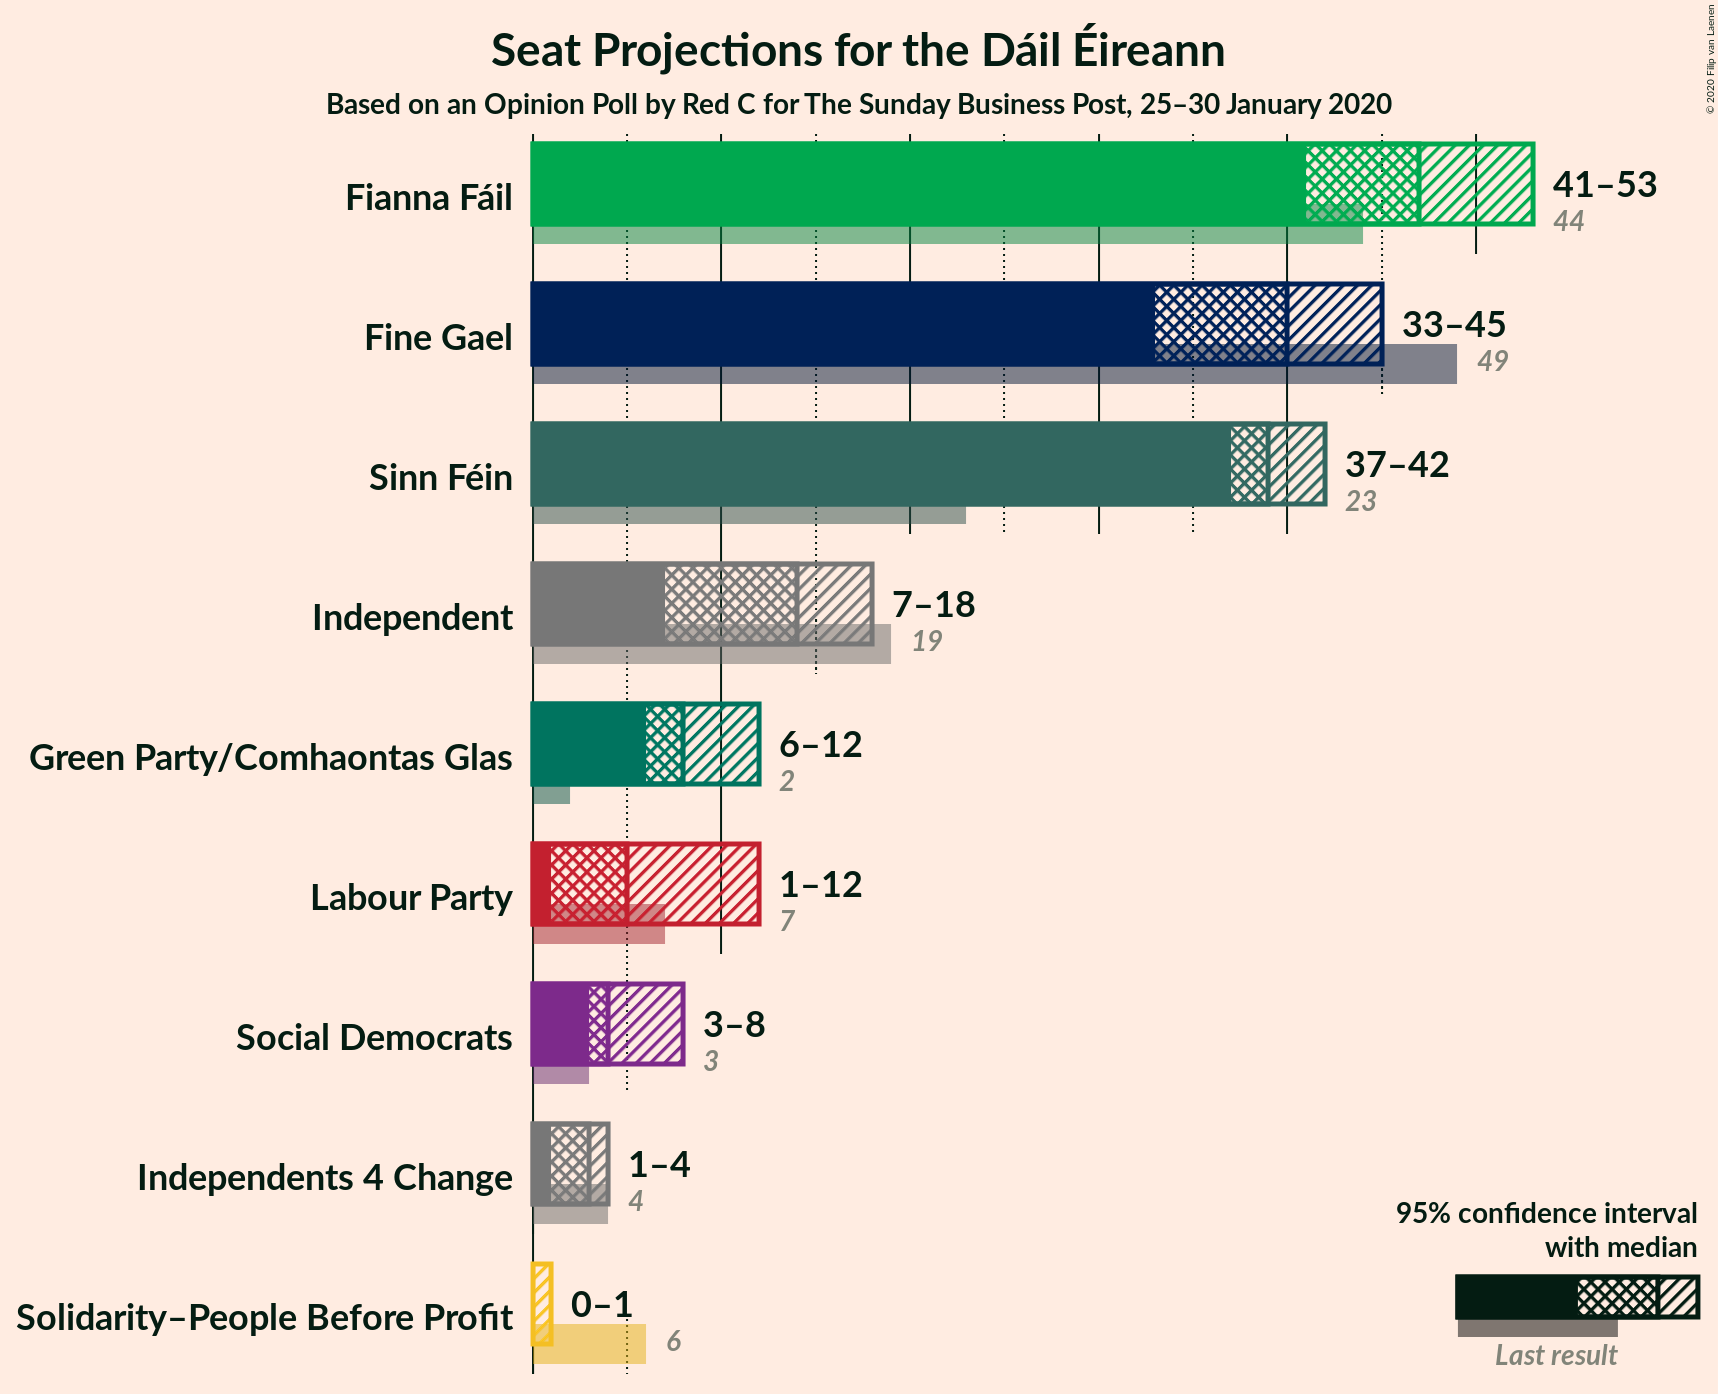 Seat Projections for the Dáil Éireann
Based on an Opinion Poll by Red C for The Sunday Business Post, 25–30 January 2020
© 2020 Filip van Laenen
Fianna Fáil
41–53
44
Fine Gael
33–45
49
Sinn Féin
37–42
23
Independent
7–18
19
Green Party/Comhaontas Glas
6–12
2
Labour Party
1–12
7
Social Democrats
3–8
3
Independents 4 Change
1–4
4
Solidarity–People Before Profit
0–1
6
95% confidence interval
with median
Last result